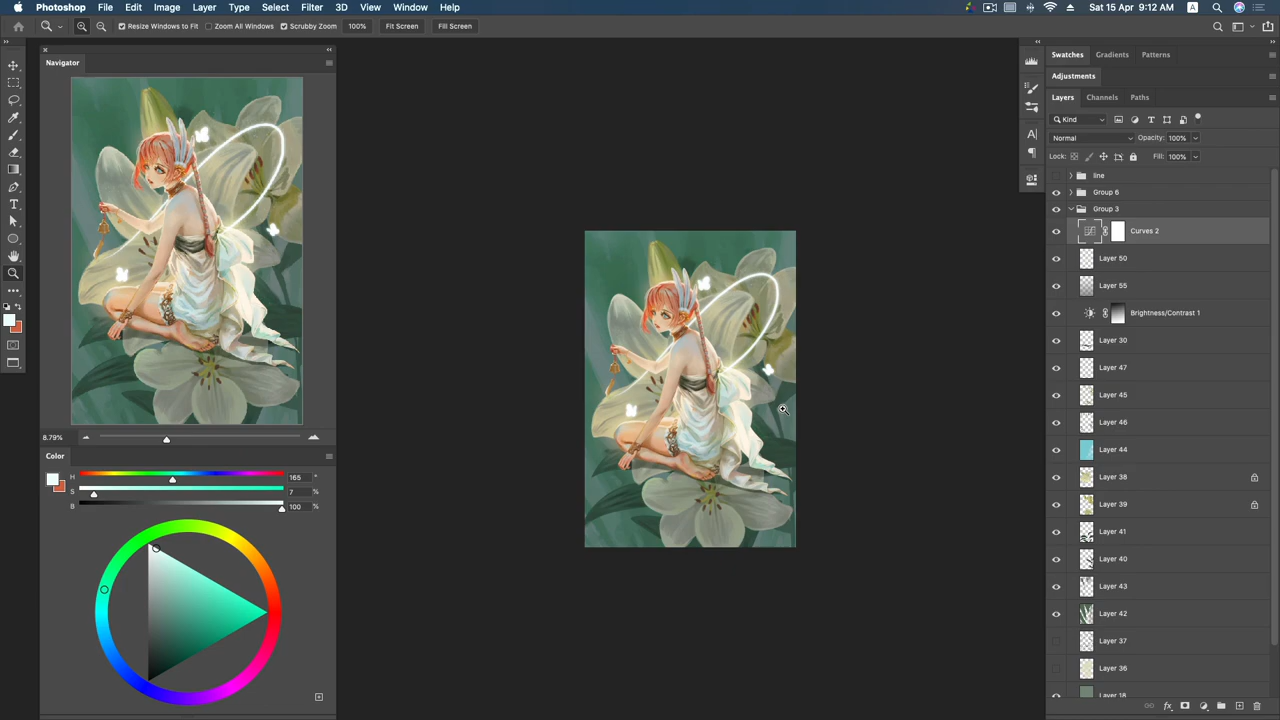 Photoshop File Edit Image Layer Type Select Filter 3D View Window Help Sat 15 Apr 9:12 AM A
Resize Windows to Fit Zoom All Windows Scrubby Zoom 100% Fit Screen Fill Screen
Navigator
8.79%
Color
H 165 °
S 7 %
B 100 %
Swatches Gradients Patterns
Adjustments
Layers Channels Paths
Kind
Normal Opacity: 100%
Lock: Fill: 100%
line
Group 6
Group 3
Curves 2
Layer 50
Layer 55
Brightness/Contrast 1
Layer 30
Layer 47
Layer 45
Layer 46
Layer 44
Layer 38
Layer 39
Layer 41
Layer 40
Layer 43
Layer 42
Layer 37
Layer 36
Layer 18